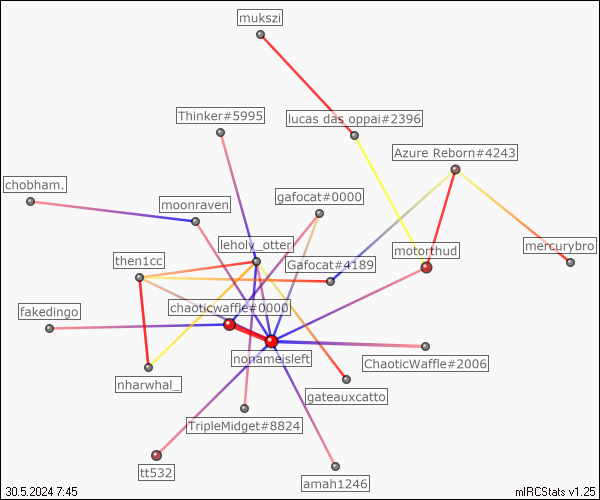 mukszi
Thinker#5995
lucas das oppai#2396
Azure Reborn#4243
chobham.
moonraven
gafocat#0000
leholy_otter
motorthud
mercurybro
then1cc
Gafocat#4189
chaoticwaffle#0000
fakedingo
nonameisleft
ChaoticWaffle#2006
nharwhal_
gateauxcatto
TripleMidget#8824
tt532
amah1246
30.5.2024 7:45
mIRCStats v1.25